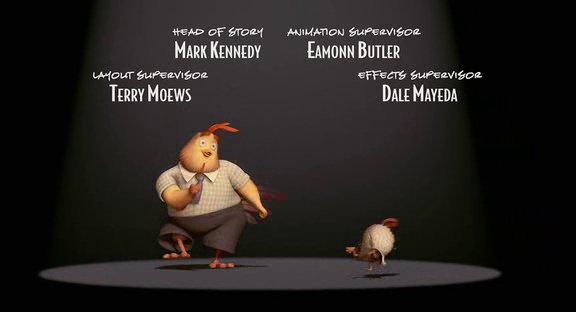 HEAD OF STORY
MARK KENNEDY
ANIMATION SUPERVISOR
EAMONN BUTLER
LAYOUT SUPERVISOR
TERRY MOEWS
EFFECTS SUPERVISOR
DALE MAYEDA